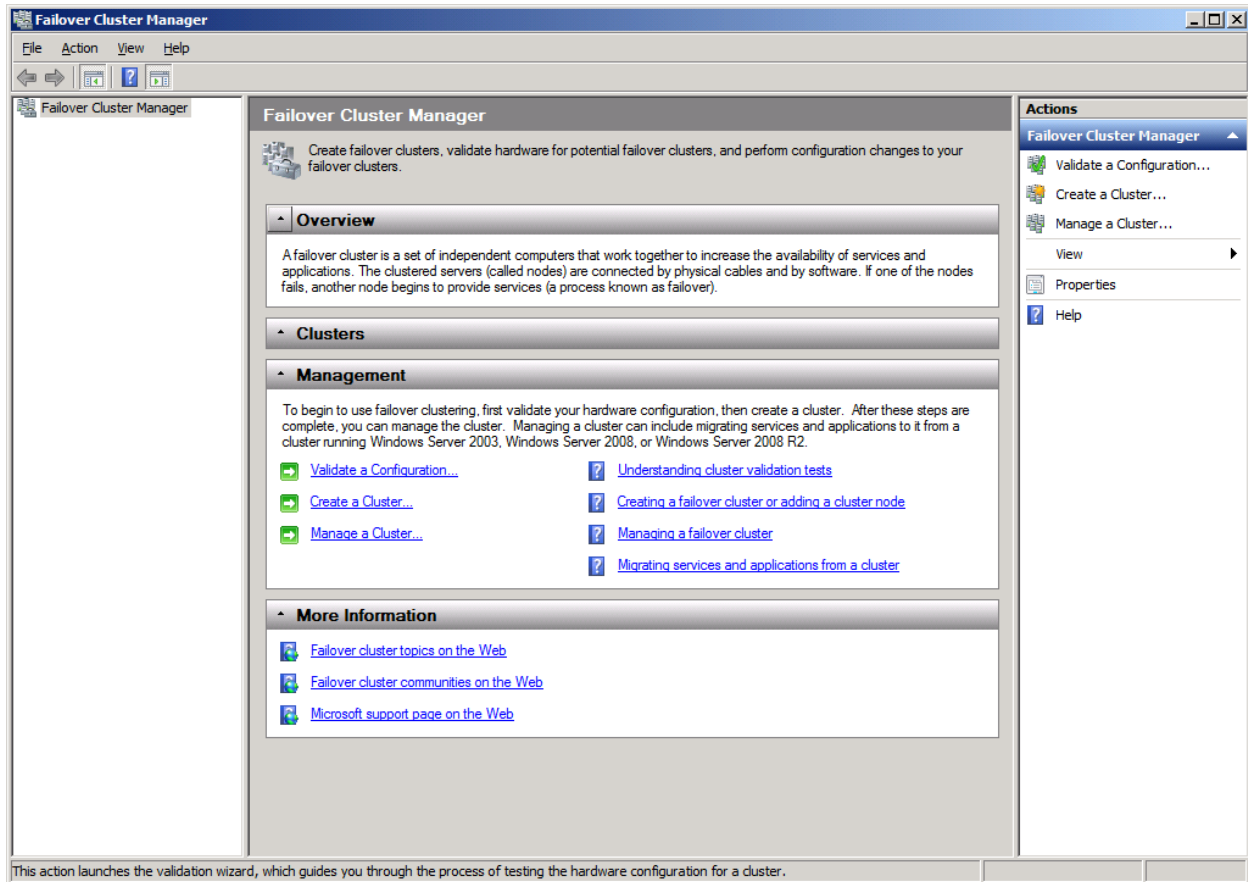 Failover Cluster Manager
File Action View Help
Failover Cluster Manager
Failover Cluster Manager
Create failover clusters, validate hardware for potential failover clusters, and perform configuration changes to your
failover clusters.
Overview
A failover cluster is a set of independent computers that work together to increase the availability of services and
applications. The clustered servers (called nodes) are connected by physical cables and by software. If one of the nodes
fails, another node begins to provide services (a process known as failover).
Clusters
Management
To begin to use failover clustering, first validate your hardware configuration, then create a cluster. After these steps are
complete, you can manage the cluster. Managing a cluster can include migrating services and applications to it from a
cluster running Windows Server 2003, Windows Server 2008, or Windows Server 2008 R2.
Validate a Configuration...
Understanding cluster validation tests
Create a Cluster...
Creating a failover cluster or adding a cluster node
Manage a Cluster...
Managing a failover cluster
Migrating services and applications from a cluster
More Information
Failover cluster topics on the Web
Failover cluster communities on the Web
Microsoft support page on the Web
Actions
Failover Cluster Manager
Validate a Configuration...
Create a Cluster...
Manage a Cluster...
View
Properties
Help
This action launches the validation wizard, which guides you through the process of testing the hardware configuration for a cluster.